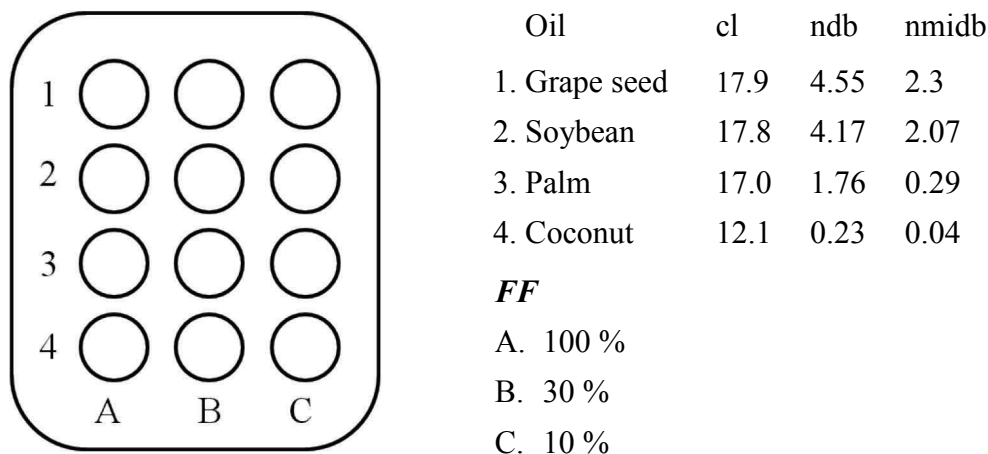 1
2
3
4
A B C
Oil cl ndb nmidb
1. Grape seed 17.9 4.55 2.3
2. Soybean 17.8 4.17 2.07
3. Palm 17.0 1.76 0.29
4. Coconut 12.1 0.23 0.04
FF
A. 100 %
B. 30 %
C. 10 %